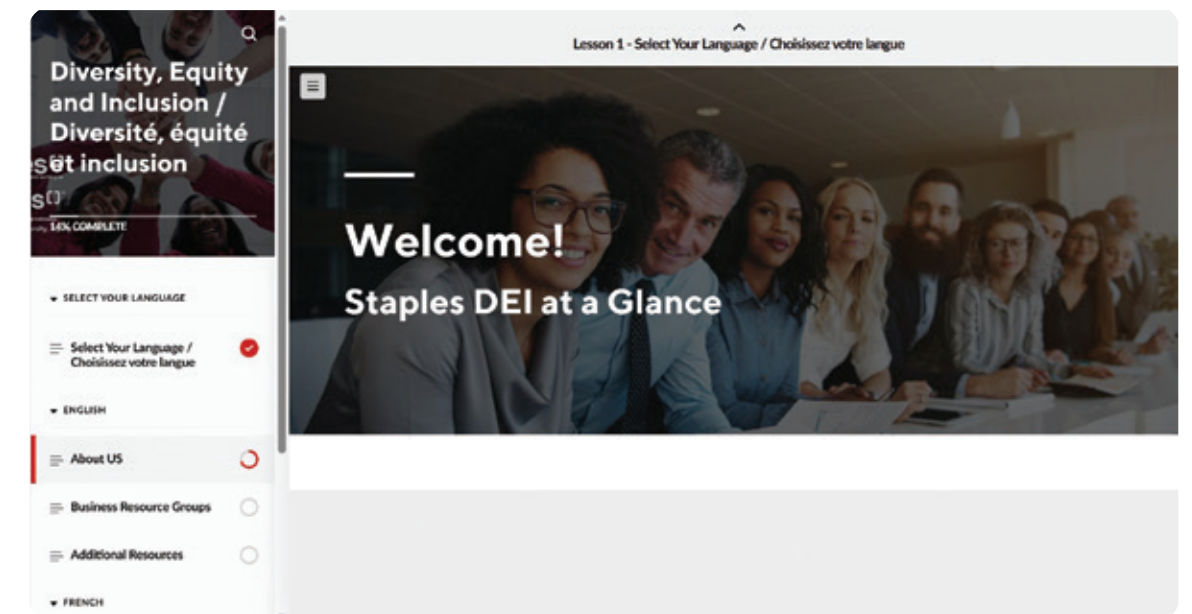 Diversity, Equity
and Inclusion /
Diversité, équité
et inclusion
14% COMPLETE
SELECT YOUR LANGUAGE
Select Your Language /
Choisissez votre langue
ENGLISH
About US
Business Resource Groups
Additional Resources
FRENCH
Lesson 1 - Select Your Language / Choisissez votre langue
Welcome!
Staples DEI at a Glance